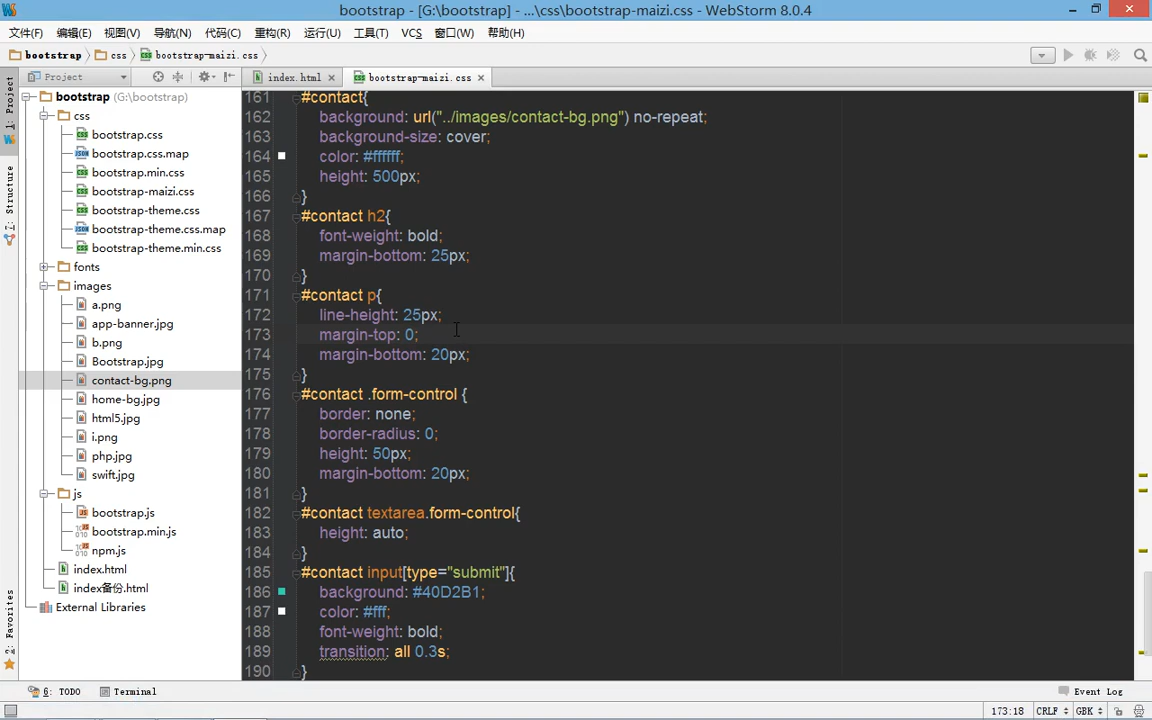 bootstrap - [G:\bootstrap] - ...\css\bootstrap-maizi.css - WebStorm 8.0.4
文件(F) 编辑(E) 视图(V) 导航(N) 代码(C) 重构(R) 运行(U) 工具(T) VCS 窗口(W) 帮助(H)
bootstrap css bootstrap-maizi.css
Project
index.html bootstrap-maizi.css
1: Project
7: Structure
2: Favorites
bootstrap (G:\bootstrap)
css
bootstrap.css
bootstrap.css.map
bootstrap.min.css
bootstrap-maizi.css
bootstrap-theme.css
bootstrap-theme.css.map
bootstrap-theme.min.css
fonts
images
a.png
app-banner.jpg
b.png
Bootstrap.jpg
contact-bg.png
home-bg.jpg
html5.jpg
i.png
php.jpg
swift.jpg
js
bootstrap.js
bootstrap.min.js
npm.js
index.html
index备份.html
External Libraries
161 #contact{
162 background: url("../images/contact-bg.png") no-repeat;
163 background-size: cover;
164 color: #ffffff;
165 height: 500px;
166 }
167 #contact h2{
168 font-weight: bold;
169 margin-bottom: 25px;
170 }
171 #contact p{
172 line-height: 25px;
173 margin-top: 0;
174 margin-bottom: 20px;
175 }
176 #contact .form-control {
177 border: none;
178 border-radius: 0;
179 height: 50px;
180 margin-bottom: 20px;
181 }
182 #contact textarea.form-control{
183 height: auto;
184 }
185 #contact input[type="submit"]{
186 background: #40D2B1;
187 color: #fff;
188 font-weight: bold;
189 transition: all 0.3s;
190 }
6: TODO Terminal Event Log
173:18 CRLF GBK